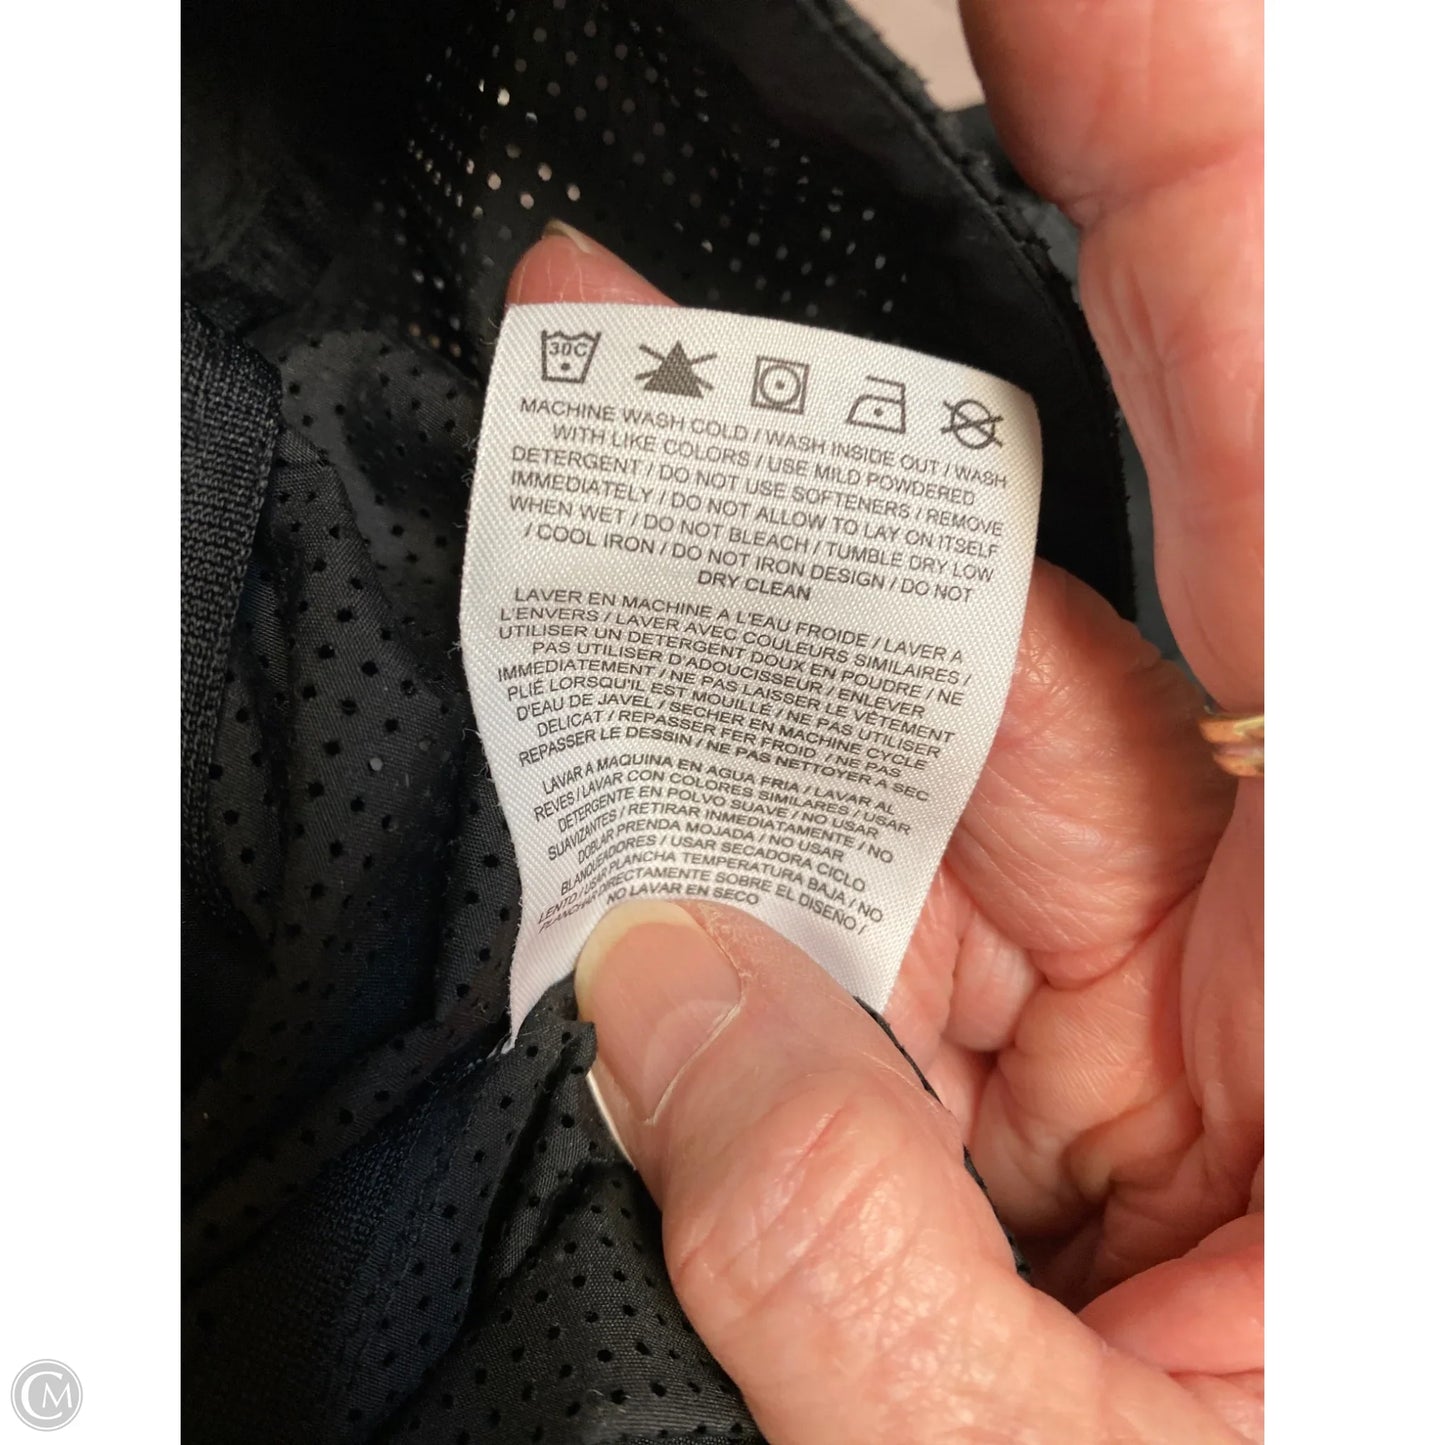 30C
MACHINE WASH COLD / WASH INSIDE OUT / WASH
WITH LIKE COLORS / USE MILD POWDERED
DETERGENT / DO NOT USE SOFTENERS / REMOVE
IMMEDIATELY / DO NOT ALLOW TO LAY ON ITSELF
WHEN WET / DO NOT BLEACH / TUMBLE DRY LOW
/ COOL IRON / DO NOT IRON DESIGN / DO NOT
DRY CLEAN
LAVER EN MACHINE A L'EAU FROIDE / LAVER A
L'ENVERS / LAVER AVEC COULEURS SIMILAIRES /
UTILISER UN DETERGENT DOUX EN POUDRE / NE
PAS UTILISER D'ADOUCISSEUR / ENLEVER
IMMEDIATEMENT / NE PAS LAISSER LE VÊTEMENT
PLIE LORSQU'IL EST MOUILLÉ / NE PAS UTILISER
D'EAU DE JAVEL / SECHER EN MACHINE CYCLE
DELICAT / REPASSER FER FROID / NE PAS
REPASSER LE DESSIN / NE PAS NETTOYER A SEC
LAVAR A MAQUINA EN AGUA FRIA / LAVAR AL
REVES / LAVAR CON COLORES SIMILARES / USAR
DETERGENTE EN POLVO SUAVE / NO USAR
SUAVIZANTES / RETIRAR INMEDIATAMENTE / NO
DOBLAR PRENDA MOJADA / NO USAR
BLANQUEADORES / USAR SECADORA CICLO
LENTO / USAR PLANCHA TEMPERATURA BAJA / NO
PLANCHAR DIRECTAMENTE SOBRE EL DISEÑO /
NO LAVAR EN SECO
CM